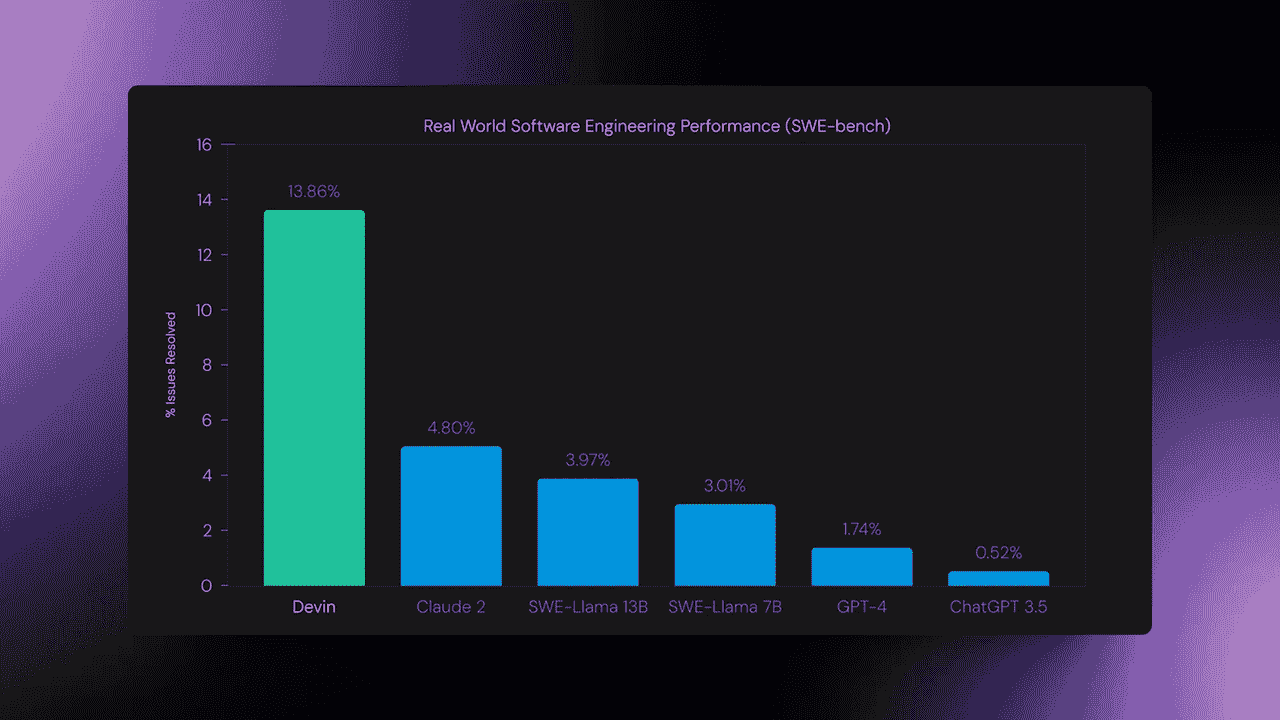 Real World Software Engineering Performance (SWE-bench)
% Issues Resolved
16
14
12
10
8
6
4
2
0
13.86%
4.80%
3.97%
3.01%
1.74%
0.52%
Devin
Claude 2
SWE-Llama 13B
SWE-Llama 7B
GPT-4
ChatGPT 3.5